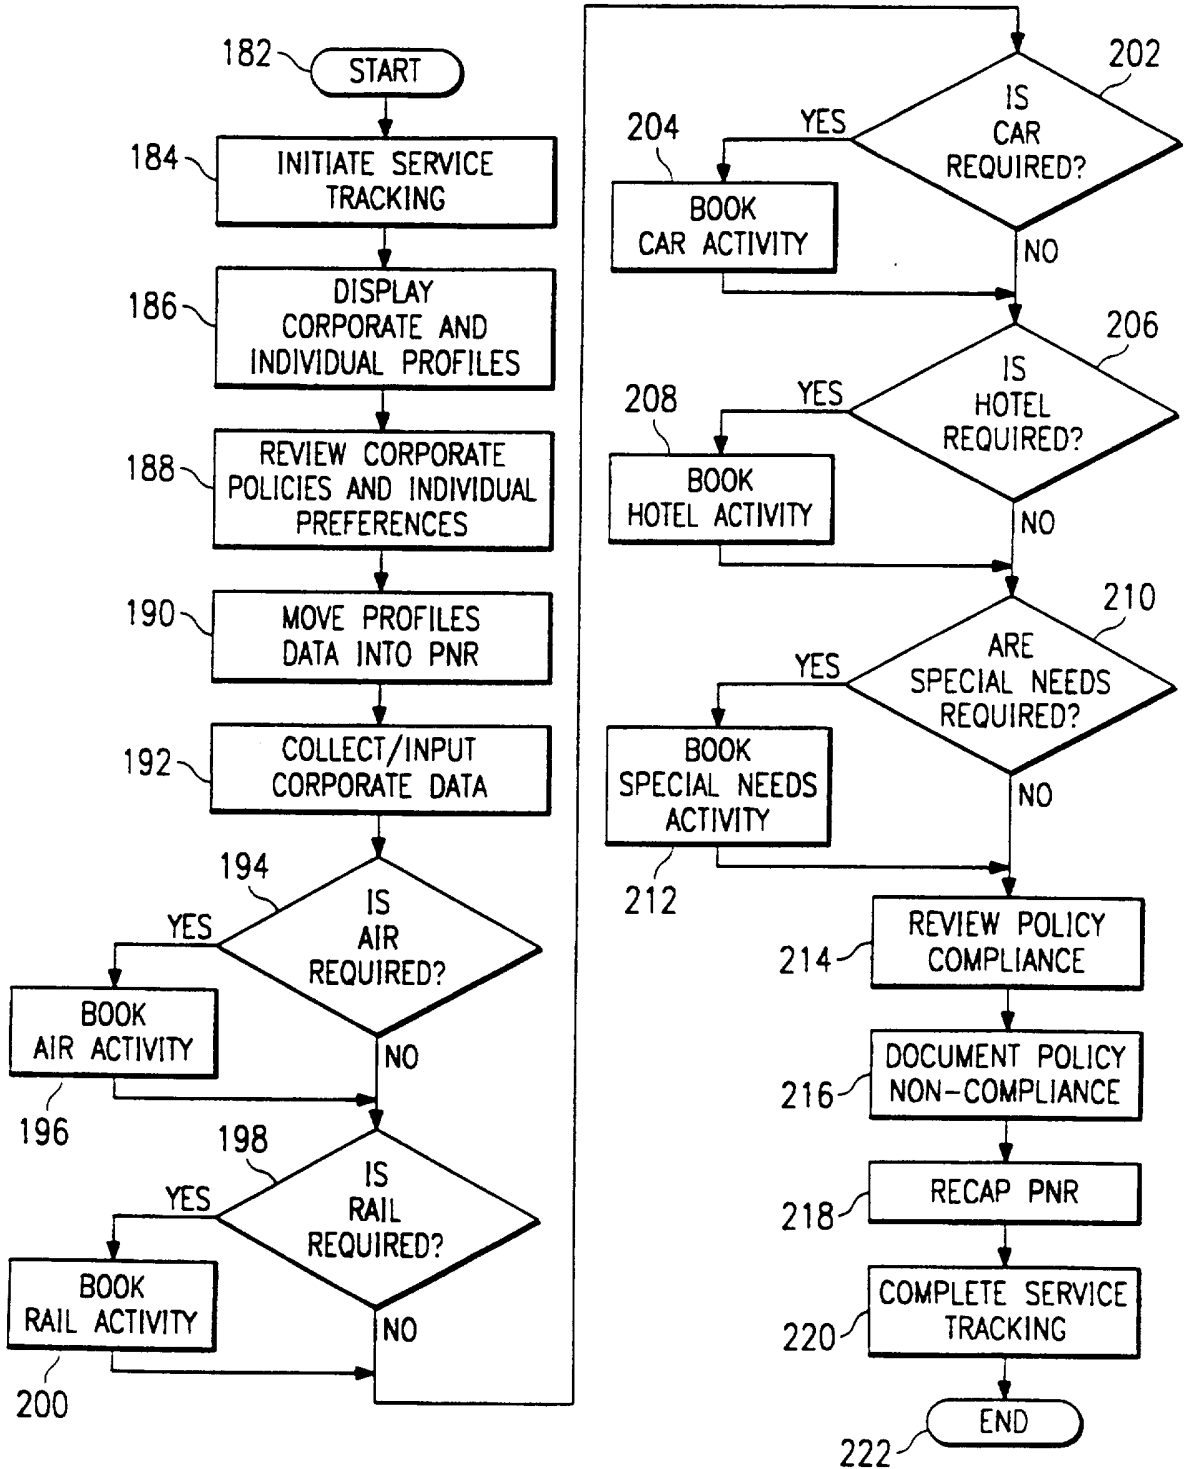 182
START
184
INITIATE SERVICE
TRACKING
186
DISPLAY
CORPORATE AND
INDIVIDUAL PROFILES
188
REVIEW CORPORATE
POLICIES AND INDIVIDUAL
PREFERENCES
190
MOVE PROFILES
DATA INTO PNR
192
COLLECT/INPUT
CORPORATE DATA
194
IS
AIR
REQUIRED?
YES
BOOK
AIR ACTIVITY
196
NO
198
IS
RAIL
REQUIRED?
YES
BOOK
RAIL ACTIVITY
200
NO
202
IS
CAR
REQUIRED?
YES
204
BOOK
CAR ACTIVITY
NO
206
IS
HOTEL
REQUIRED?
YES
208
BOOK
HOTEL ACTIVITY
NO
210
ARE
SPECIAL NEEDS
REQUIRED?
YES
BOOK
SPECIAL NEEDS
ACTIVITY
212
NO
214
REVIEW POLICY
COMPLIANCE
216
DOCUMENT POLICY
NON-COMPLIANCE
218
RECAP PNR
220
COMPLETE SERVICE
TRACKING
END
222